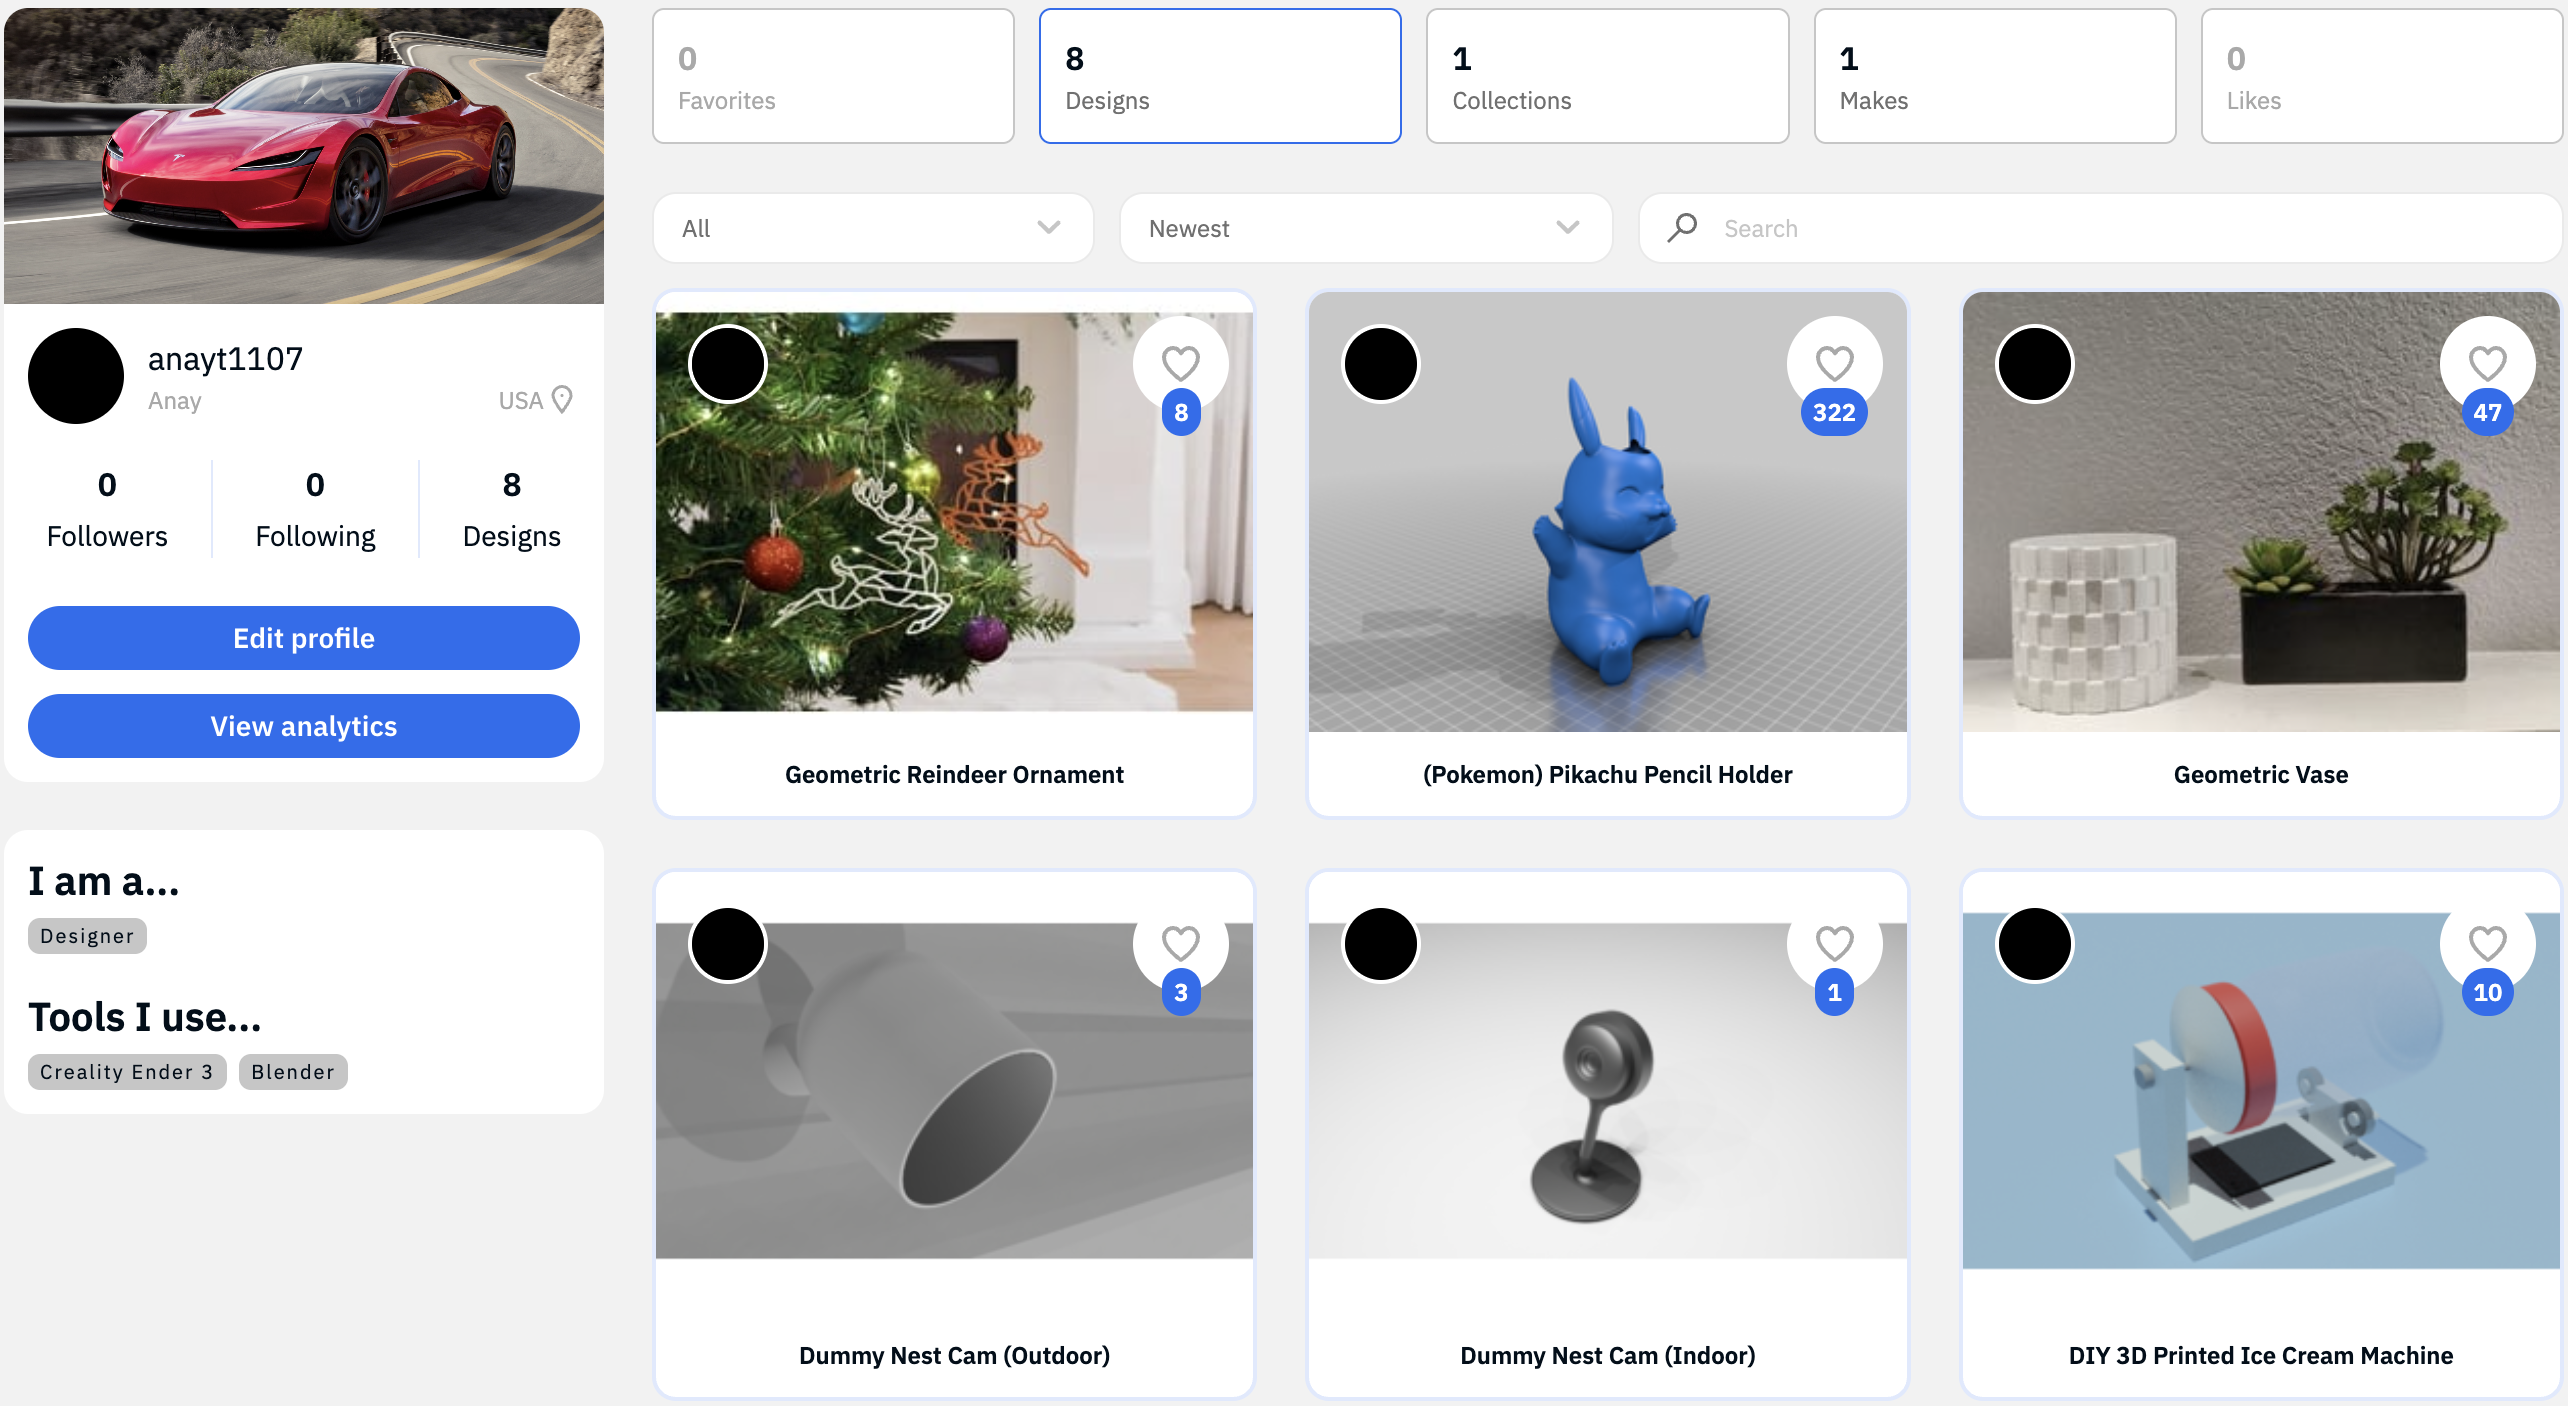 anayt1107
Anay
USA
0
Followers
0
Following
8
Designs
Edit profile
View analytics
I am a...
Designer
Tools I use...
Creality Ender 3
Blender
0
Favorites
8
Designs
1
Collections
1
Makes
0
Likes
All
Newest
Search
8
Geometric Reindeer Ornament
322
(Pokemon) Pikachu Pencil Holder
47
Geometric Vase
3
Dummy Nest Cam (Outdoor)
1
Dummy Nest Cam (Indoor)
10
DIY 3D Printed Ice Cream Machine